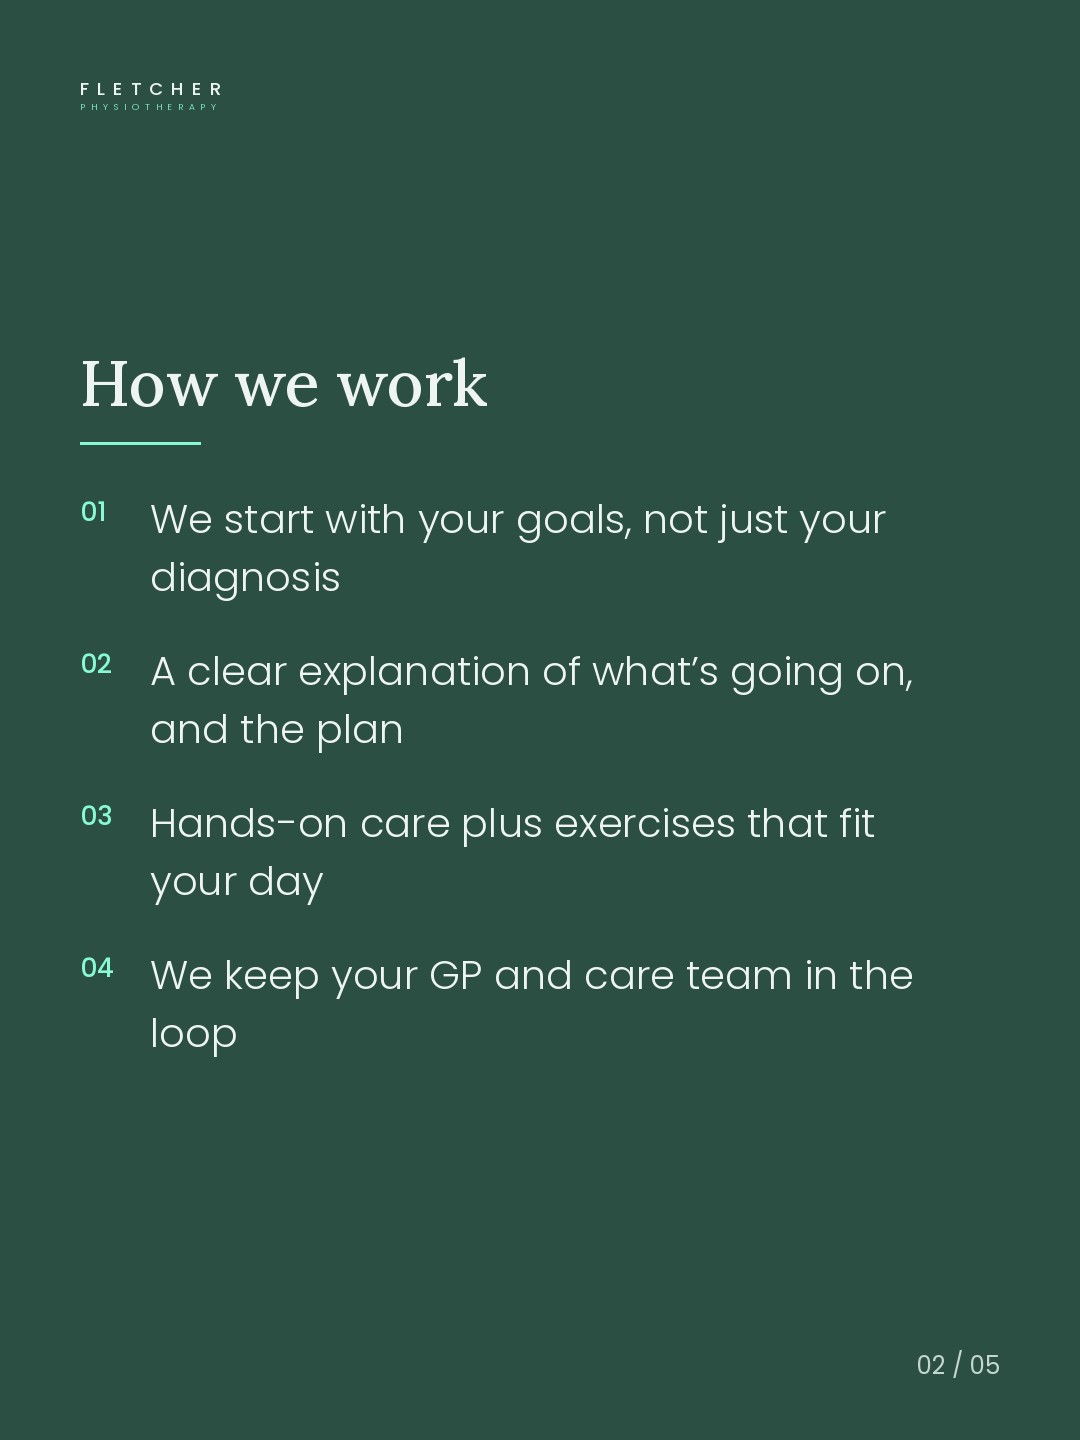 FLETCHER
PHYSIOTHERAPY
How we work
01 We start with your goals, not just your
diagnosis
02 A clear explanation of what’s going on,
and the plan
03 Hands-on care plus exercises that fit
your day
04 We keep your GP and care team in the
loop
02 / 05